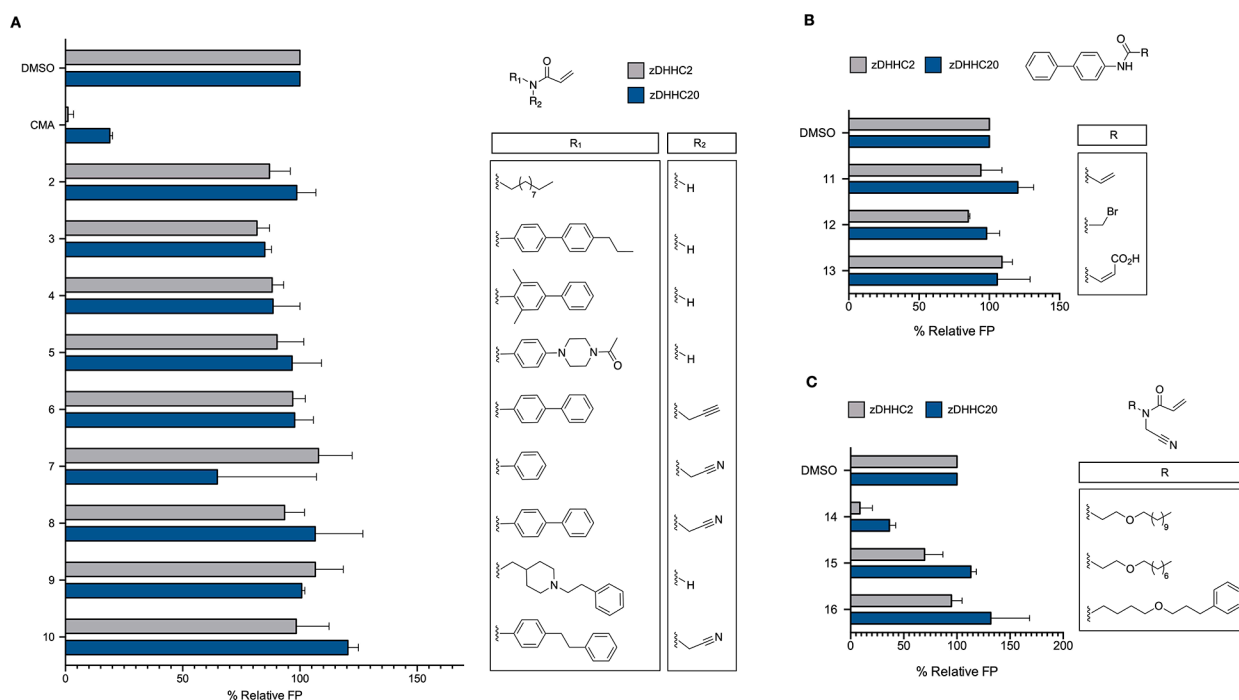 A
DMSO
CMA
2
3
4
5
6
7
8
9
10
0
50
100
150
% Relative FP
R1
N
O
R2
zDHHC2
zDHHC20
R1
R2
7
H
H
H
N
N
O
H
N
N
H
N
N
B
zDHHC2
zDHHC20
O
R
NH
DMSO
11
12
13
0
50
100
150
% Relative FP
R
Br
CO2H
C
zDHHC2
zDHHC20
O
R
N
N
DMSO
14
15
16
0
50
100
150
200
% Relative FP
R
O
9
O
6
O